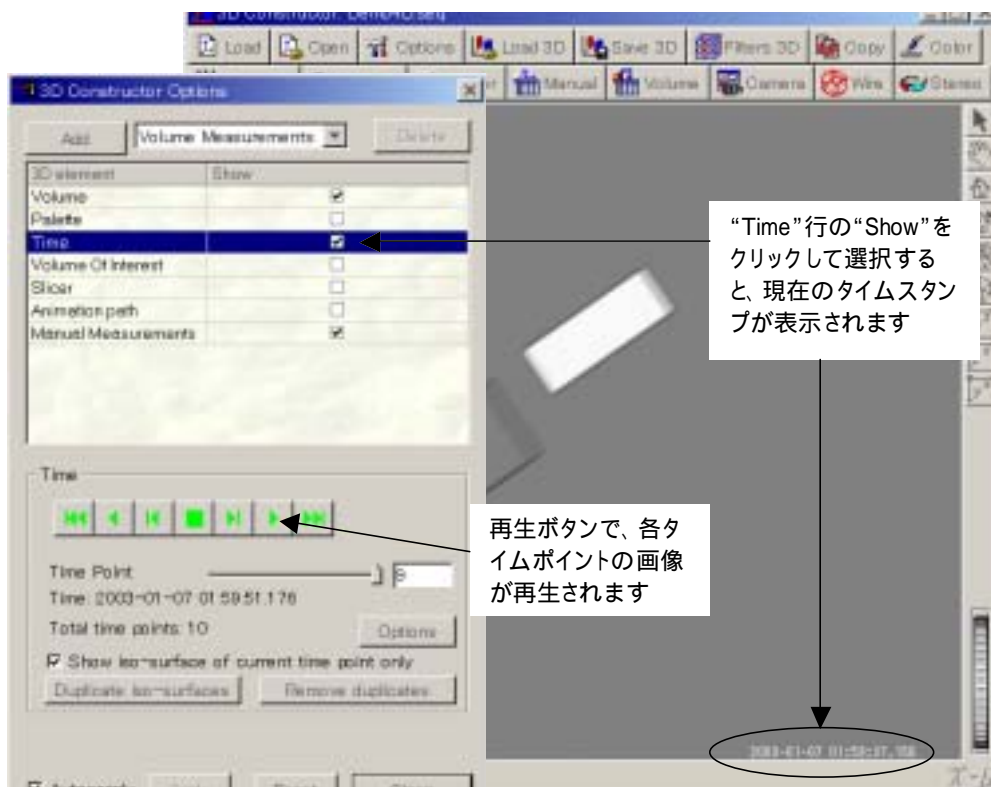 3D Constructor: Demo4D.seq
Load Open Options Load 3D Save 3D Filters 3D Copy Color
Manual Volume Camera Wire Stereo
3D Constructor Options
Add Volume Measurements Delete
3D element Show
Volume
Palette
Time
Volume Of Interest
Slicer
Animation path
Manual Measurements
“Time”行の“Show”を
クリックして選択する
と、現在のタイムスタン
プが表示されます
Time
再生ボタンで、各タ
イムポイントの画像
が再生されます
Time Point 9
Time: 2003-01-07 01:59:51.176
Total time points: 10
Options
Show iso-surface of current time point only
Duplicate iso-surfaces Remove duplicates
ズーム